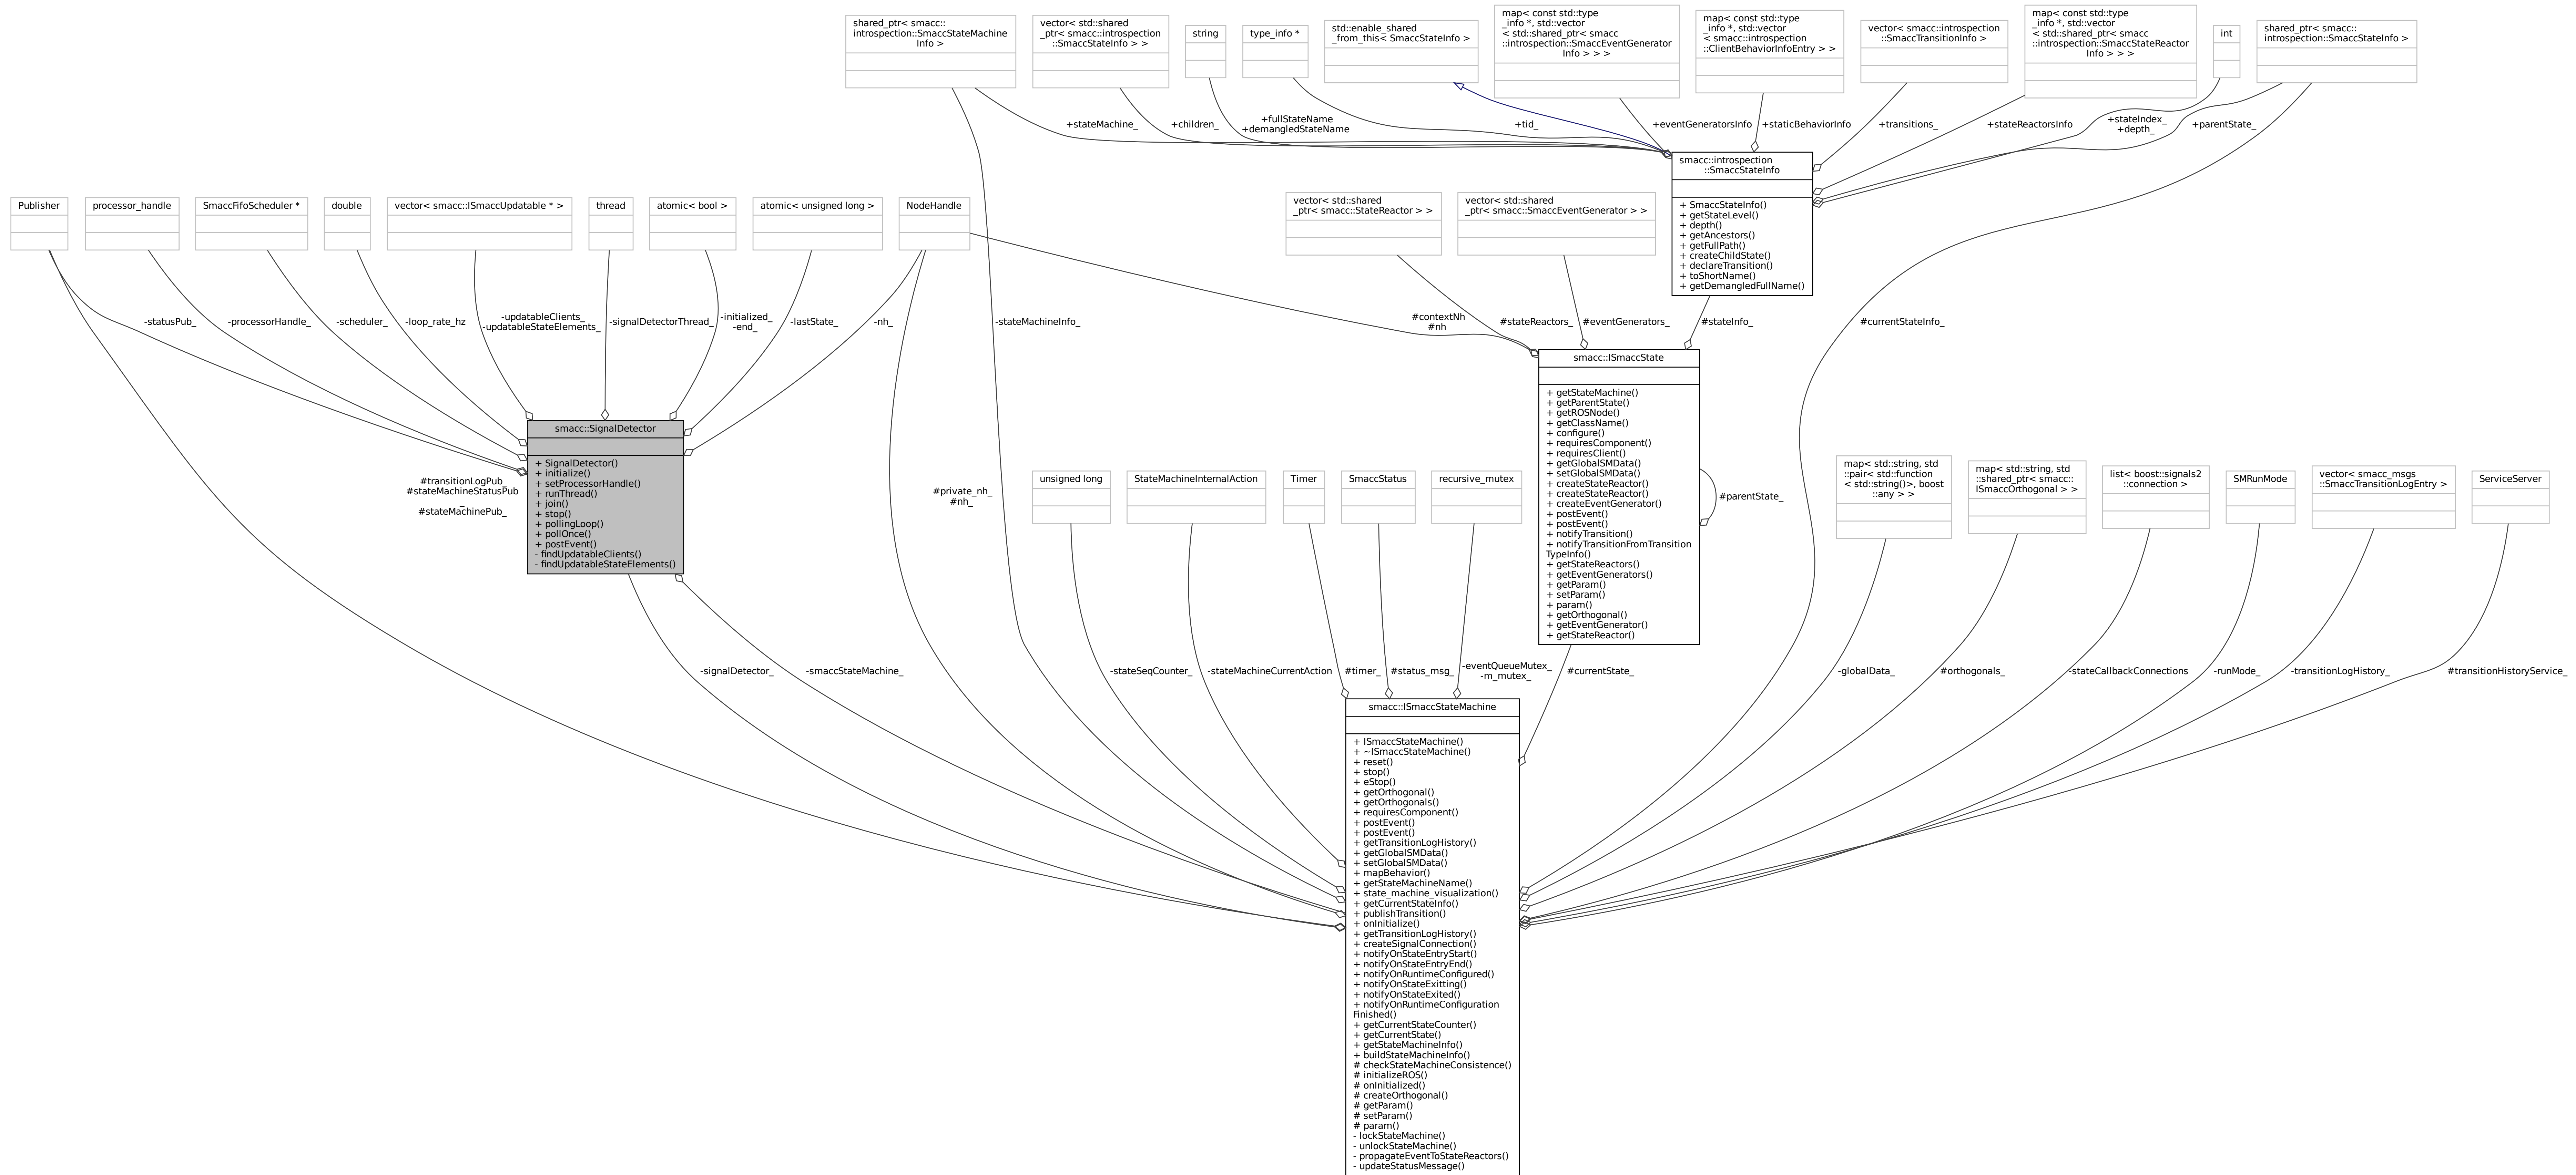 shared_ptr< smacc::
introspection::SmaccStateMachine
Info >
vector< std::shared
_ptr< smacc::introspection
::SmaccStateInfo > >
string
type_info *
std::enable_shared
_from_this< SmaccStateInfo >
map< const std::type
_info *, std::vector
< std::shared_ptr< smacc
::introspection::SmaccEventGenerator
Info > > >
map< const std::type
_info *, std::vector
< smacc::introspection
::ClientBehaviorInfoEntry > >
vector< smacc::introspection
::SmaccTransitionInfo >
map< const std::type
_info *, std::vector
< std::shared_ptr< smacc
::introspection::SmaccStateReactor
Info > > >
int
shared_ptr< smacc::
introspection::SmaccStateInfo >
+stateMachine_
+children_
+fullStateName
+demangledStateName
+tid_
+eventGeneratorsInfo
+staticBehaviorInfo
+transitions_
+stateReactorsInfo
+stateIndex_
+depth_
+parentState_
smacc::introspection
::SmaccStateInfo
+ SmaccStateInfo()
+ getStateLevel()
+ depth()
+ getAncestors()
+ getFullPath()
+ createChildState()
+ declareTransition()
+ toShortName()
+ getDemangledFullName()
Publisher
processor_handle
SmaccFifoScheduler *
double
vector< smacc::ISmaccUpdatable * >
thread
atomic< bool >
atomic< unsigned long >
NodeHandle
vector< std::shared
_ptr< smacc::StateReactor > >
vector< std::shared
_ptr< smacc::SmaccEventGenerator > >
-statusPub_
-processorHandle_
-scheduler_
-loop_rate_hz
-updatableClients_
-updatableStateElements_
-signalDetectorThread_
-initialized_
-end_
-lastState_
-nh_
-stateMachineInfo_
#contextNh
#nh
#stateReactors_
#eventGenerators_
#stateInfo_
#currentStateInfo_
smacc::SignalDetector
+ SignalDetector()
+ initialize()
+ setProcessorHandle()
+ runThread()
+ join()
+ stop()
+ pollingLoop()
+ pollOnce()
+ postEvent()
- findUpdatableClients()
- findUpdatableStateElements()
smacc::ISmaccState
+ getStateMachine()
+ getParentState()
+ getROSNode()
+ getClassName()
+ configure()
+ requiresComponent()
+ requiresClient()
+ getGlobalSMData()
+ setGlobalSMData()
+ createStateReactor()
+ createStateReactor()
+ createEventGenerator()
+ postEvent()
+ postEvent()
+ notifyTransition()
+ notifyTransitionFromTransition
TypeInfo()
+ getStateReactors()
+ getEventGenerators()
+ getParam()
+ setParam()
+ param()
+ getOrthogonal()
+ getEventGenerator()
+ getStateReactor()
#parentState_
#transitionLogPub_
#stateMachineStatusPub
_
#stateMachinePub_
#private_nh_
#nh_
unsigned long
StateMachineInternalAction
Timer
SmaccStatus
recursive_mutex
map< std::string, std
::pair< std::function
< std::string()>, boost
::any > >
map< std::string, std
::shared_ptr< smacc::
ISmaccOrthogonal > >
list< boost::signals2
::connection >
SMRunMode
vector< smacc_msgs
::SmaccTransitionLogEntry >
ServiceServer
-signalDetector_
-smaccStateMachine_
-stateSeqCounter_
-stateMachineCurrentAction
#timer_
#status_msg_
-eventQueueMutex_
-m_mutex_
#currentState_
-globalData_
#orthogonals_
-stateCallbackConnections
-runMode_
-transitionLogHistory_
#transitionHistoryService_
smacc::ISmaccStateMachine
+ ISmaccStateMachine()
+ ~ISmaccStateMachine()
+ reset()
+ stop()
+ eStop()
+ getOrthogonal()
+ getOrthogonals()
+ requiresComponent()
+ postEvent()
+ postEvent()
+ getTransitionLogHistory()
+ getGlobalSMData()
+ setGlobalSMData()
+ mapBehavior()
+ getStateMachineName()
+ state_machine_visualization()
+ getCurrentStateInfo()
+ publishTransition()
+ onInitialize()
+ getTransitionLogHistory()
+ createSignalConnection()
+ notifyOnStateEntryStart()
+ notifyOnStateEntryEnd()
+ notifyOnRuntimeConfigured()
+ notifyOnStateExitting()
+ notifyOnStateExited()
+ notifyOnRuntimeConfiguration
Finished()
+ getCurrentStateCounter()
+ getCurrentState()
+ getStateMachineInfo()
+ buildStateMachineInfo()
# checkStateMachineConsistence()
# initializeROS()
# onInitialized()
# createOrthogonal()
# getParam()
# setParam()
# param()
- lockStateMachine()
- unlockStateMachine()
- propagateEventToStateReactors()
- updateStatusMessage()